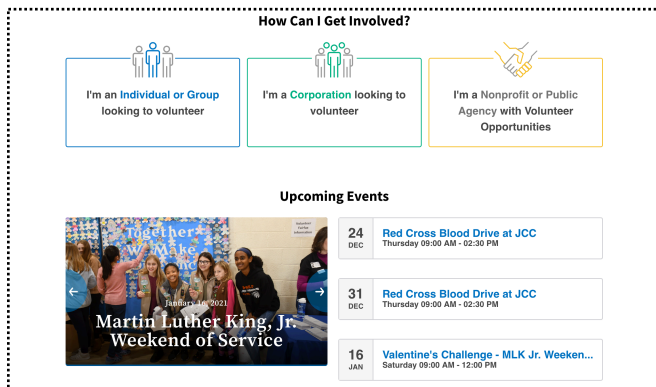 How Can I Get Involved?
I'm an Individual or Group
looking to volunteer
I'm a Corporation looking to
volunteer
I'm a Nonprofit or Public
Agency with Volunteer
Opportunities
Upcoming Events
Together
We Make
January 16, 2021
Martin Luther King, Jr.
Weekend of Service
24
DEC
Red Cross Blood Drive at JCC
Thursday 09:00 AM - 02:30 PM
31
DEC
Red Cross Blood Drive at JCC
Thursday 09:00 AM - 02:30 PM
16
JAN
Valentine's Challenge - MLK Jr. Weeken...
Saturday 09:00 AM - 12:00 PM